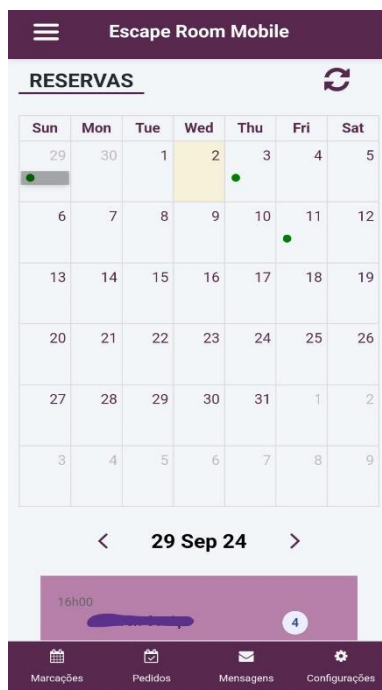 Escape Room Mobile
RESERVAS
Sun Mon Tue Wed Thu Fri Sat
29 30 1 2 3 4 5
6 7 8 9 10 11 12
13 14 15 16 17 18 19
20 21 22 23 24 25 26
27 28 29 30 31 1 2
3 4 5 6 7 8 9
29 Sep 24
16h00
4
Marcações Pedidos Mensagens Configurações